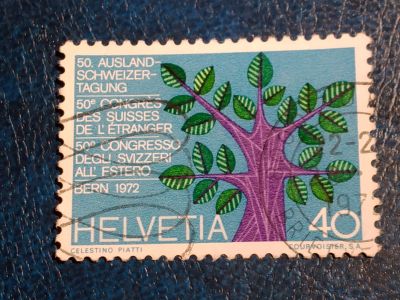 50. AUSLAND-
SCHWEIZER-
TAGUNG
50e CONGRES
DES SUISSES
DE L'ÉTRANGER
50o CONGRESSO
DEGLI SVIZZERI
ALL' ESTERO
BERN 1972
HELVETIA 40
CELESTINO PIATTI COURVOISIER, S.A.